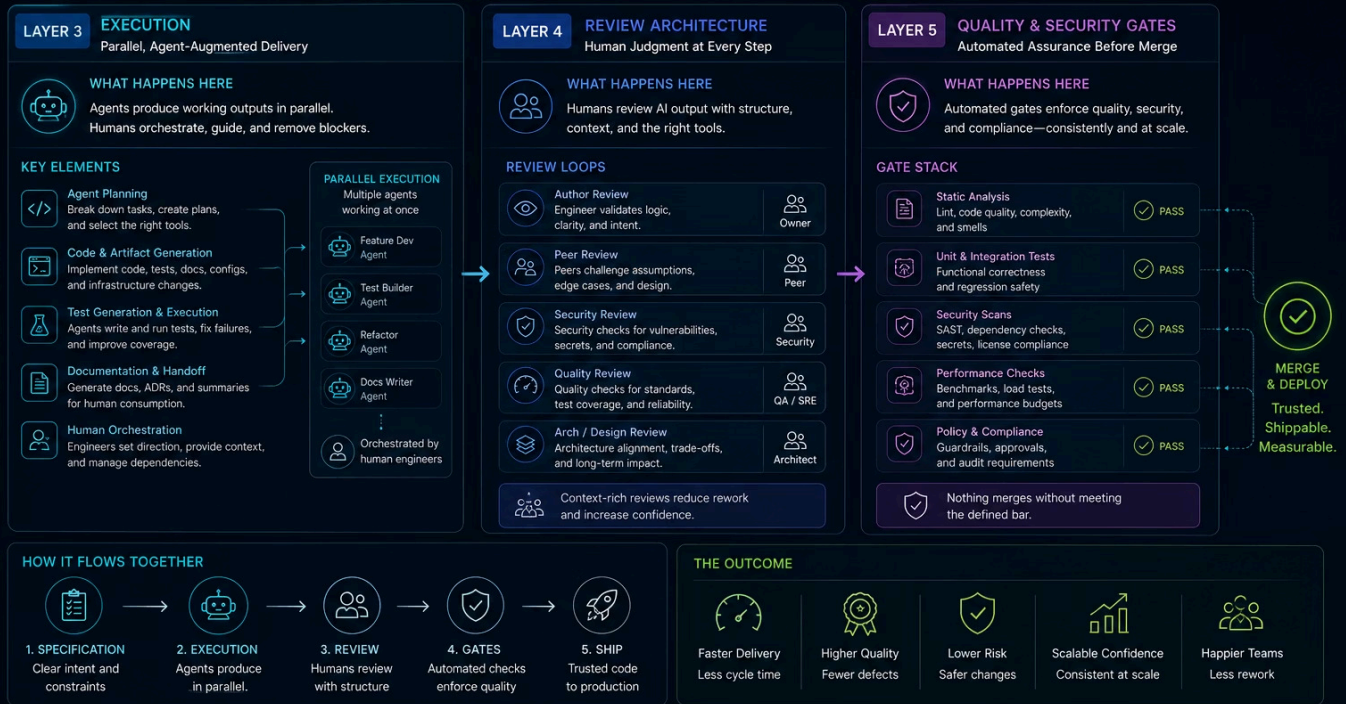 LAYER 3
EXECUTION
Parallel, Agent-Augmented Delivery
WHAT HAPPENS HERE
Agents produce working outputs in parallel.
Humans orchestrate, guide, and remove blockers.
KEY ELEMENTS
Agent Planning
Break down tasks, create plans,
and select the right tools.
Code & Artifact Generation
Implement code, tests, docs, configs,
and infrastructure changes.
Test Generation & Execution
Agents write and run tests, fix failures,
and improve coverage.
Documentation & Handoff
Generate docs, ADRs, and summaries
for human consumption.
Human Orchestration
Engineers set direction, provide context,
and manage dependencies.
PARALLEL EXECUTION
Multiple agents
working at once
Feature Dev
Agent
Test Builder
Agent
Refactor
Agent
Docs Writer
Agent
Orchestrated by
human engineers
LAYER 4
REVIEW ARCHITECTURE
Human Judgment at Every Step
WHAT HAPPENS HERE
Humans review AI output with structure,
context, and the right tools.
REVIEW LOOPS
Author Review
Engineer validates logic,
clarity, and intent.
Owner
Peer Review
Peers challenge assumptions,
edge cases, and design.
Peer
Security Review
Security checks for vulnerabilities,
secrets, and compliance.
Security
Quality Review
Quality checks for standards,
test coverage, and reliability.
QA / SRE
Arch / Design Review
Architecture alignment, trade-offs,
and long-term impact.
Architect
Context-rich reviews reduce rework
and increase confidence.
LAYER 5
QUALITY & SECURITY GATES
Automated Assurance Before Merge
WHAT HAPPENS HERE
Automated gates enforce quality, security,
and compliance—consistently and at scale.
GATE STACK
Static Analysis
Lint, code quality, complexity,
and smells
PASS
Unit & Integration Tests
Functional correctness
and regression safety
PASS
Security Scans
SAST, dependency checks,
secrets, license compliance
PASS
Performance Checks
Benchmarks, load tests,
and performance budgets
PASS
Policy & Compliance
Guardrails, approvals,
and audit requirements
PASS
Nothing merges without meeting
the defined bar.
MERGE
& DEPLOY
Trusted.
Shippable.
Measurable.
HOW IT FLOWS TOGETHER
1. SPECIFICATION
Clear intent and
constraints
2. EXECUTION
Agents produce
in parallel.
3. REVIEW
Humans review
with structure
4. GATES
Automated checks
enforce quality
5. SHIP
Trusted code
to production
THE OUTCOME
Faster Delivery
Less cycle time
Higher Quality
Fewer defects
Lower Risk
Safer changes
Scalable Confidence
Consistent at scale
Happier Teams
Less rework